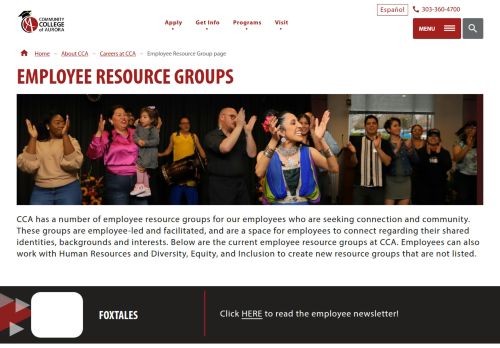 COMMUNITY
COLLEGE
of AURORA
Apply
Get Info
Programs
Visit
Español
303-360-4700
MENU
Home – About CCA – Careers at CCA – Employee Resource Group page
EMPLOYEE RESOURCE GROUPS
CCA has a number of employee resource groups for our employees who are seeking connection and community.
These groups are employee-led and facilitated, and are a space for employees to connect regarding their shared
identities, backgrounds and interests. Below are the current employee resource groups at CCA. Employees can also
work with Human Resources and Diversity, Equity, and Inclusion to create new resource groups that are not listed.
FOXTALES
Click HERE to read the employee newsletter!